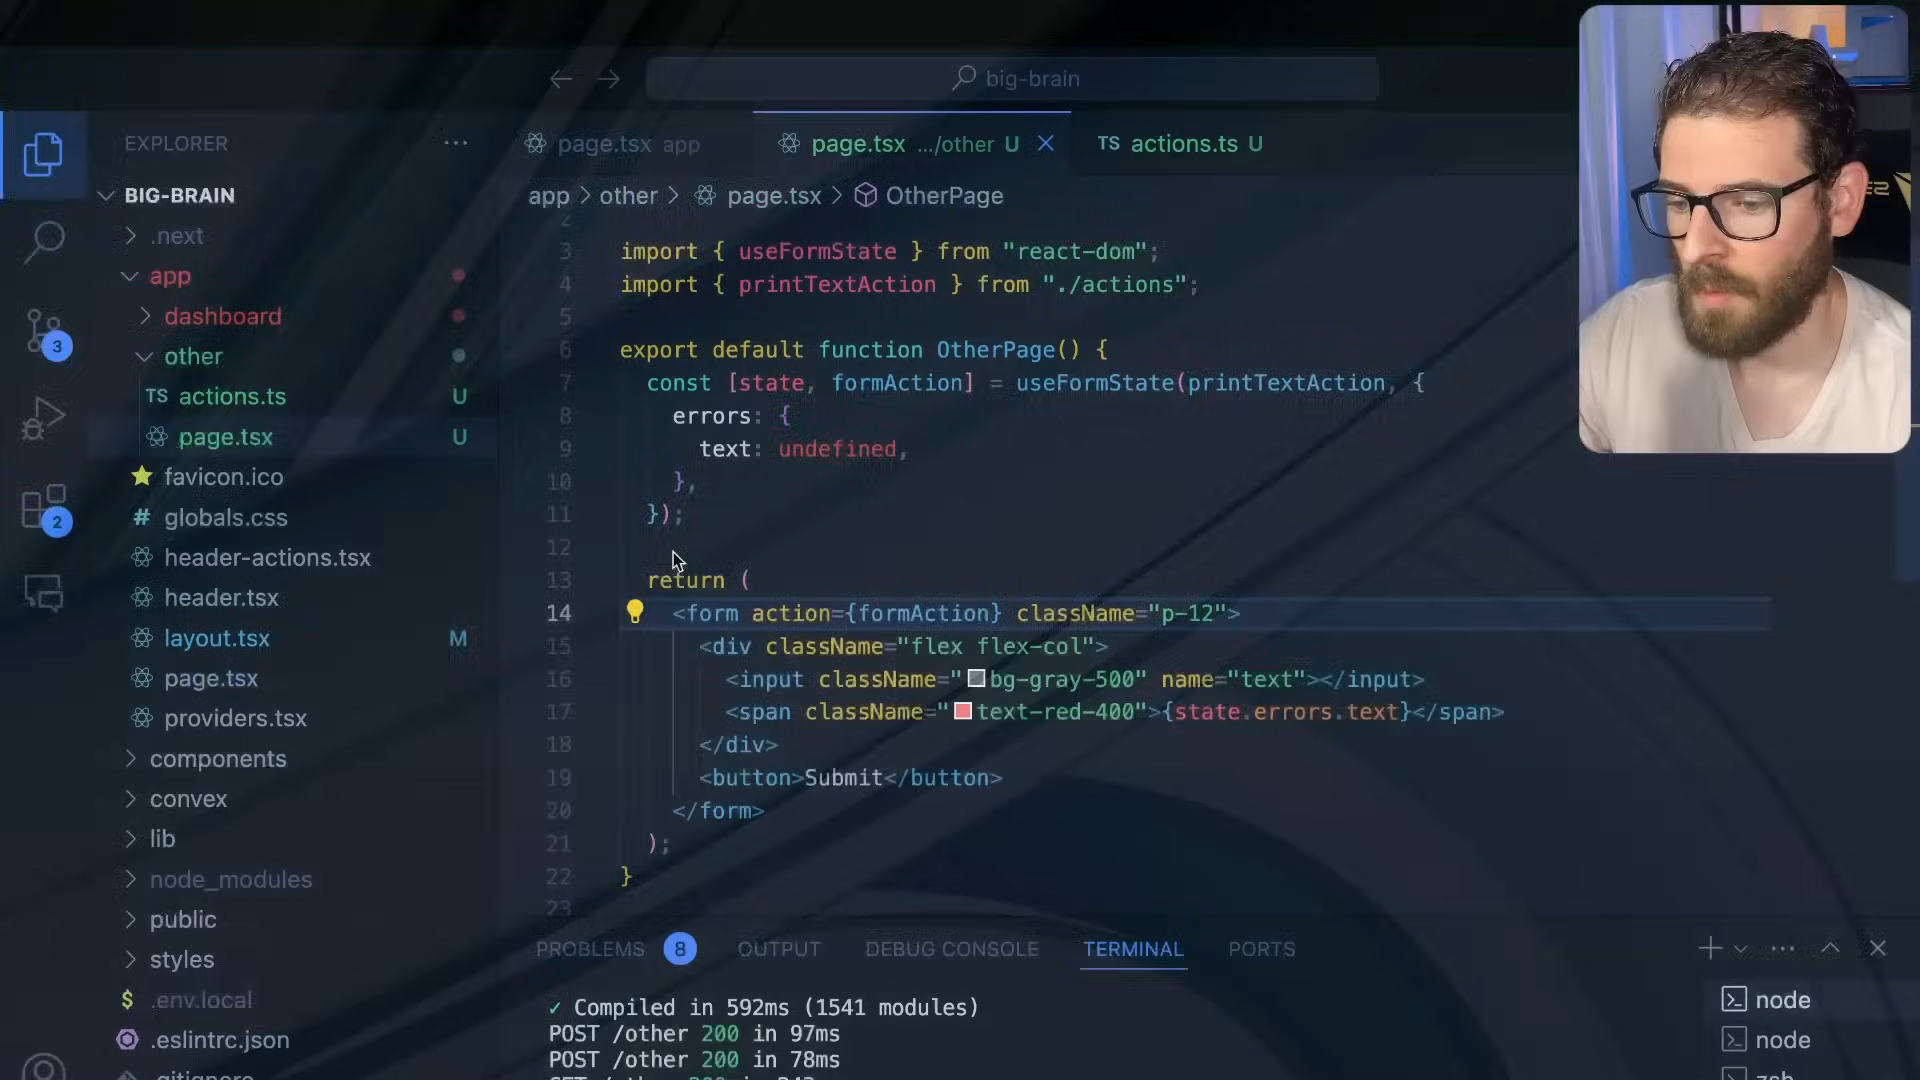 big-brain
EXPLORER
page.tsx app
page.tsx .../other U
TS actions.ts U
BIG-BRAIN
app > other > page.tsx > OtherPage
.next
app
dashboard
other
TS actions.ts U
page.tsx U
favicon.ico
# globals.css
header-actions.tsx
header.tsx
layout.tsx M
page.tsx
providers.tsx
components
convex
lib
node_modules
public
styles
$ .env.local
.eslintrc.json
.gitignore
3
2
2
3 import { useFormState } from "react-dom";
4 import { printTextAction } from "./actions";
5
6 export default function OtherPage() {
7 const [state, formAction] = useFormState(printTextAction, {
8 errors: {
9 text: undefined,
10 },
11 });
12
13 return (
14 <form action={formAction} className="p-12">
15 <div className="flex flex-col">
16 <input className="bg-gray-500" name="text"></input>
17 <span className="text-red-400">{state.errors.text}</span>
18 </div>
19 <button>Submit</button>
20 </form>
21 );
22 }
23
PROBLEMS 8 OUTPUT DEBUG CONSOLE TERMINAL PORTS
✓ Compiled in 592ms (1541 modules)
POST /other 200 in 97ms
POST /other 200 in 78ms
node
node
zsh